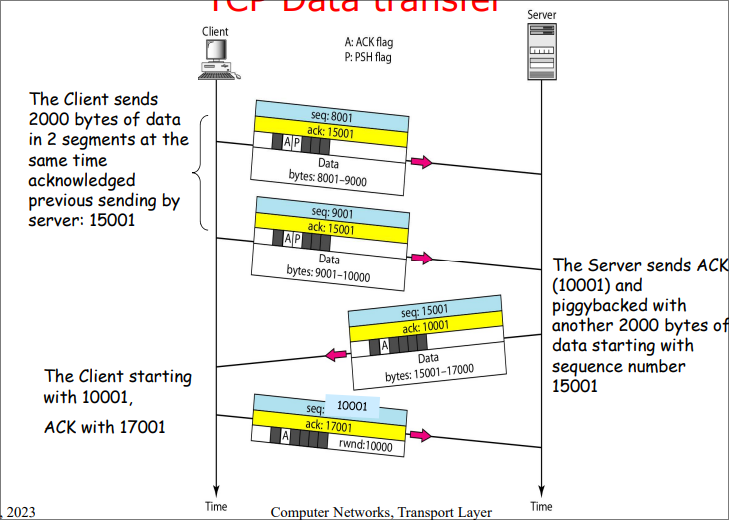 TCP Data transfer
Client
Server
A: ACK flag
P: PSH flag
The Client sends
2000 bytes of data
in 2 segments at the
same time
acknowledged
previous sending by
server: 15001
seq: 8001
ack: 15001
A P
Data
bytes: 8001–9000
seq: 9001
ack: 15001
A P
Data
bytes: 9001–10000
The Server sends ACK
(10001) and
piggybacked with
another 2000 bytes of
data starting with
sequence number
15001
seq: 15001
ack: 10001
A
Data
bytes: 15001–17000
The Client starting
with 10001,
ACK with 17001
seq: 10001
ack: 17001
A
rwnd:10000
Time
Time
, 2023
Computer Networks, Transport Layer